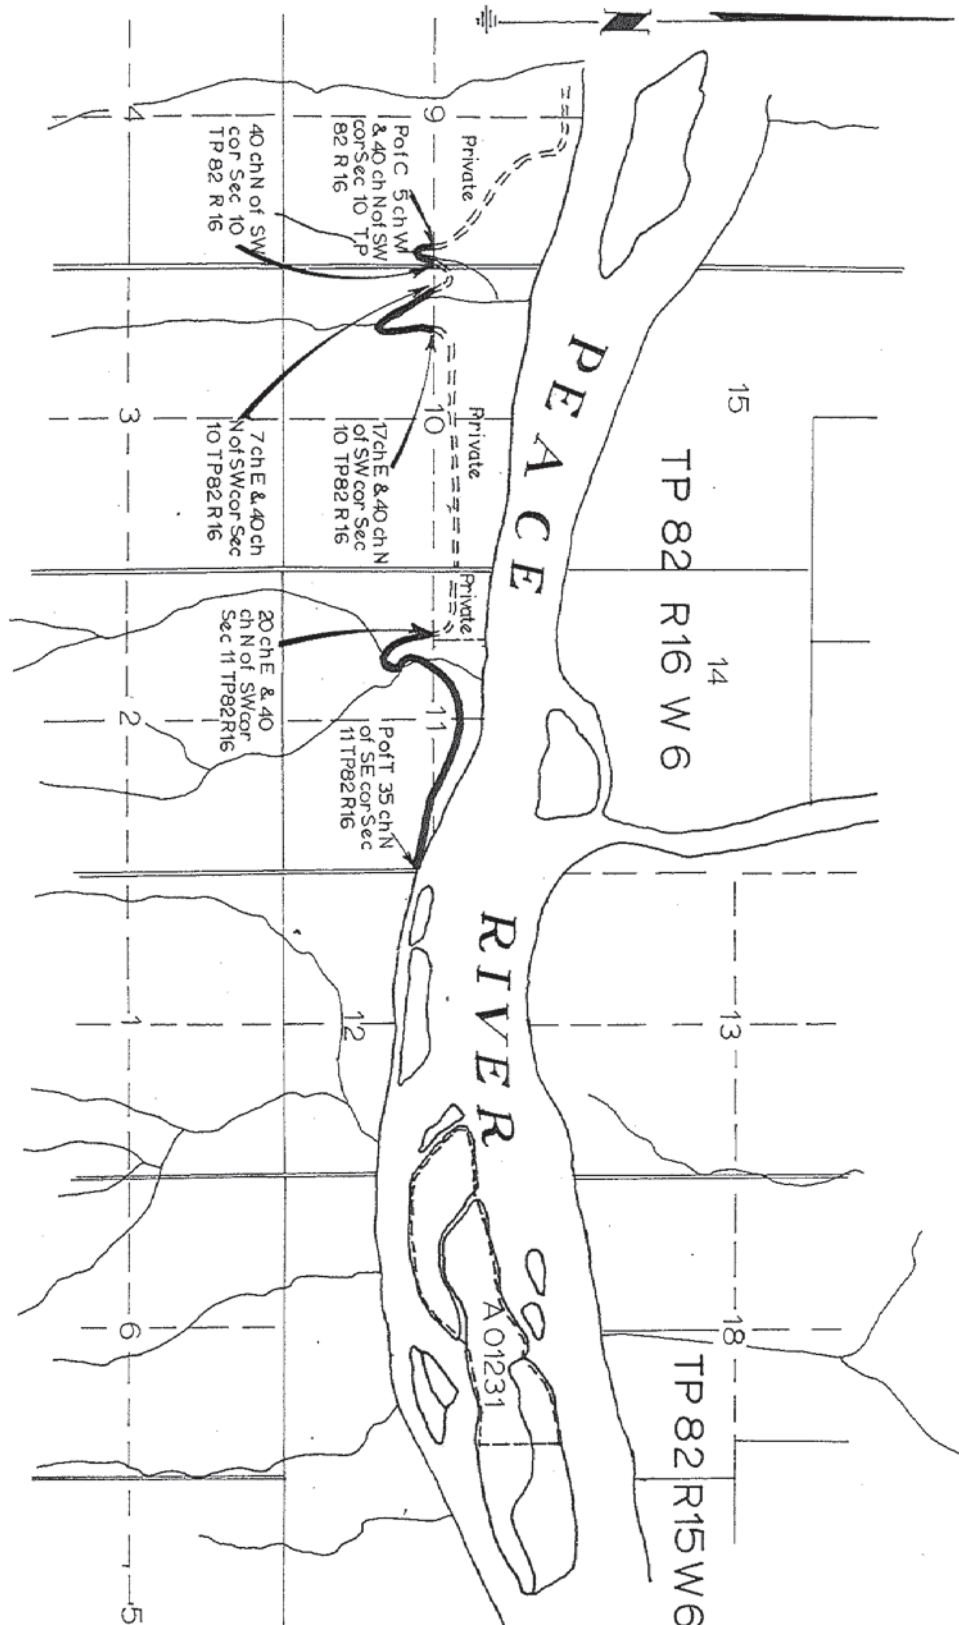 N
4
9
Private
P of C 5 ch W
& 40 ch N of SW
cor Sec 10 TP
82 R 16
40 ch N of SW
cor Sec 10
TP 82 R 16
15
TP 82 R16 W6
PEACE
3
10
Private
17ch E & 40 ch N
of SW cor Sec
10 TP82 R16
7 ch E & 40 ch
N of SW cor Sec
10 TP82 R16
14
Private
2
11
20 ch E & 40
ch N of SW cor
Sec 11 TP82 R16
P of T 35 ch N
of SE cor Sec
11 TP82 R16
RIVER
1
12
13
6
18
A 01231
TP 82 R15 W6
5